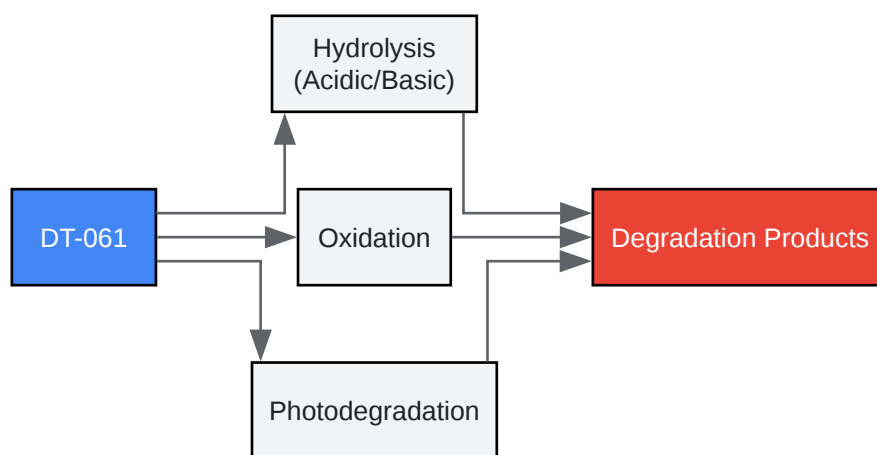 Hydrolysis
(Acidic/Basic)
DT-061
Oxidation
Degradation Products
Photodegradation